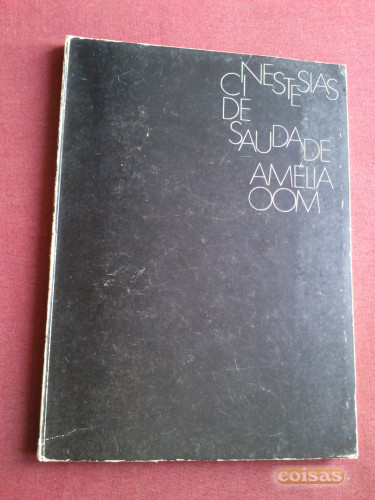 CINESTESIAS
DE
SAUDADE
AMÉLIA
OOM
coisas